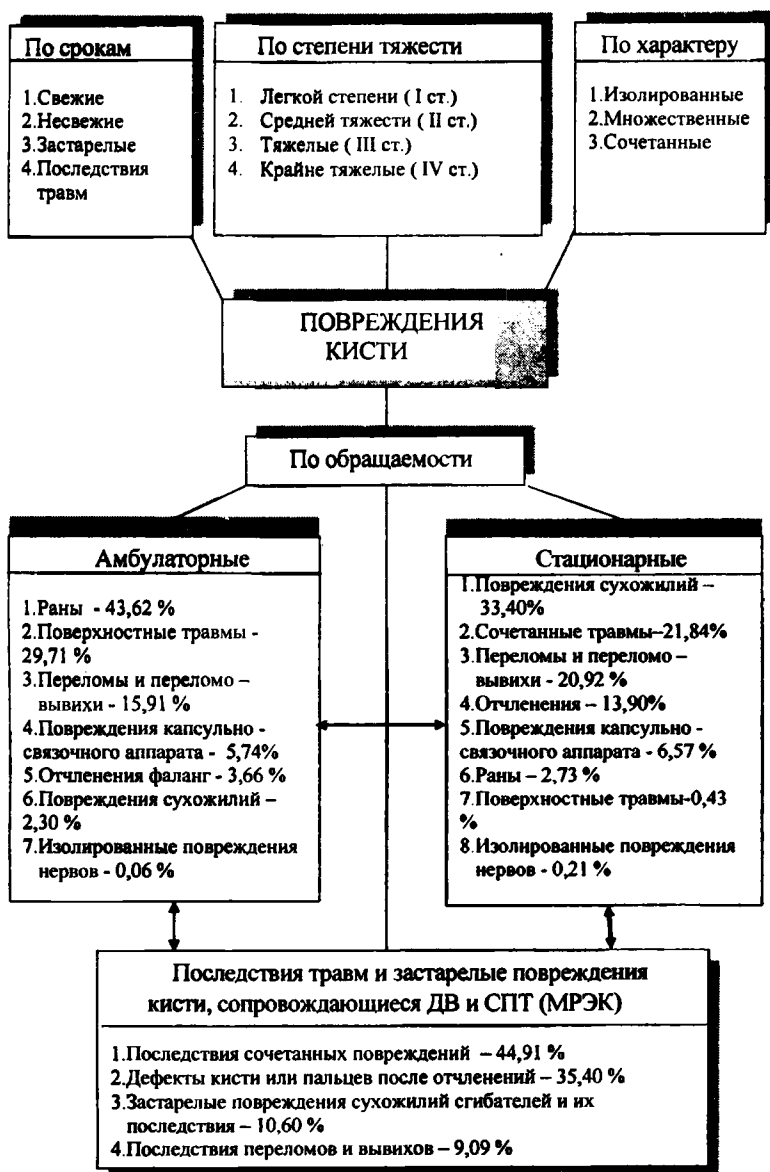 По срокам
1.Свежие
2.Несвежие
3.Застарелые
4.Последствия
травм
По степени тяжести
1. Легкой степени ( I ст.)
2. Средней тяжести ( II ст.)
3. Тяжелые ( III ст.)
4. Крайне тяжелые ( IV ст.)
По характеру
1.Изолированные
2.Множественные
3.Сочетанные
ПОВРЕЖДЕНИЯ
КИСТИ
По обращаемости
Амбулаторные
1.Раны - 43,62 %
2.Поверхностные травмы -
29,71 %
3.Переломы и переломо –
вывихи - 15,91 %
4.Повреждения капсульно -
связочного аппарата - 5,74%
5.Отчленения фаланг - 3,66 %
6.Повреждения сухожилий –
2,30 %
7.Изолированные повреждения
нервов - 0,06 %
Стационарные
1.Повреждения сухожилий –
33,40%
2.Сочетанные травмы–21,84%
3.Переломы и переломо –
вывихи - 20,92 %
4.Отчленения – 13,90%
5.Повреждения капсульно -
связочного аппарата - 6,57 %
6.Раны – 2,73 %
7.Поверхностные травмы-0,43
%
8.Изолированные повреждения
нервов - 0,21 %
Последствия травм и застарелые повреждения
кисти, сопровождающиеся ДВ и СПТ (МРЭК)
1.Последствия сочетанных повреждений – 44,91 %
2.Дефекты кисти или пальцев после отчленений – 35,40 %
3.Застарелые повреждения сухожилий сгибателей и их
последствия – 10,60 %
4.Последствия переломов и вывихов – 9,09 %